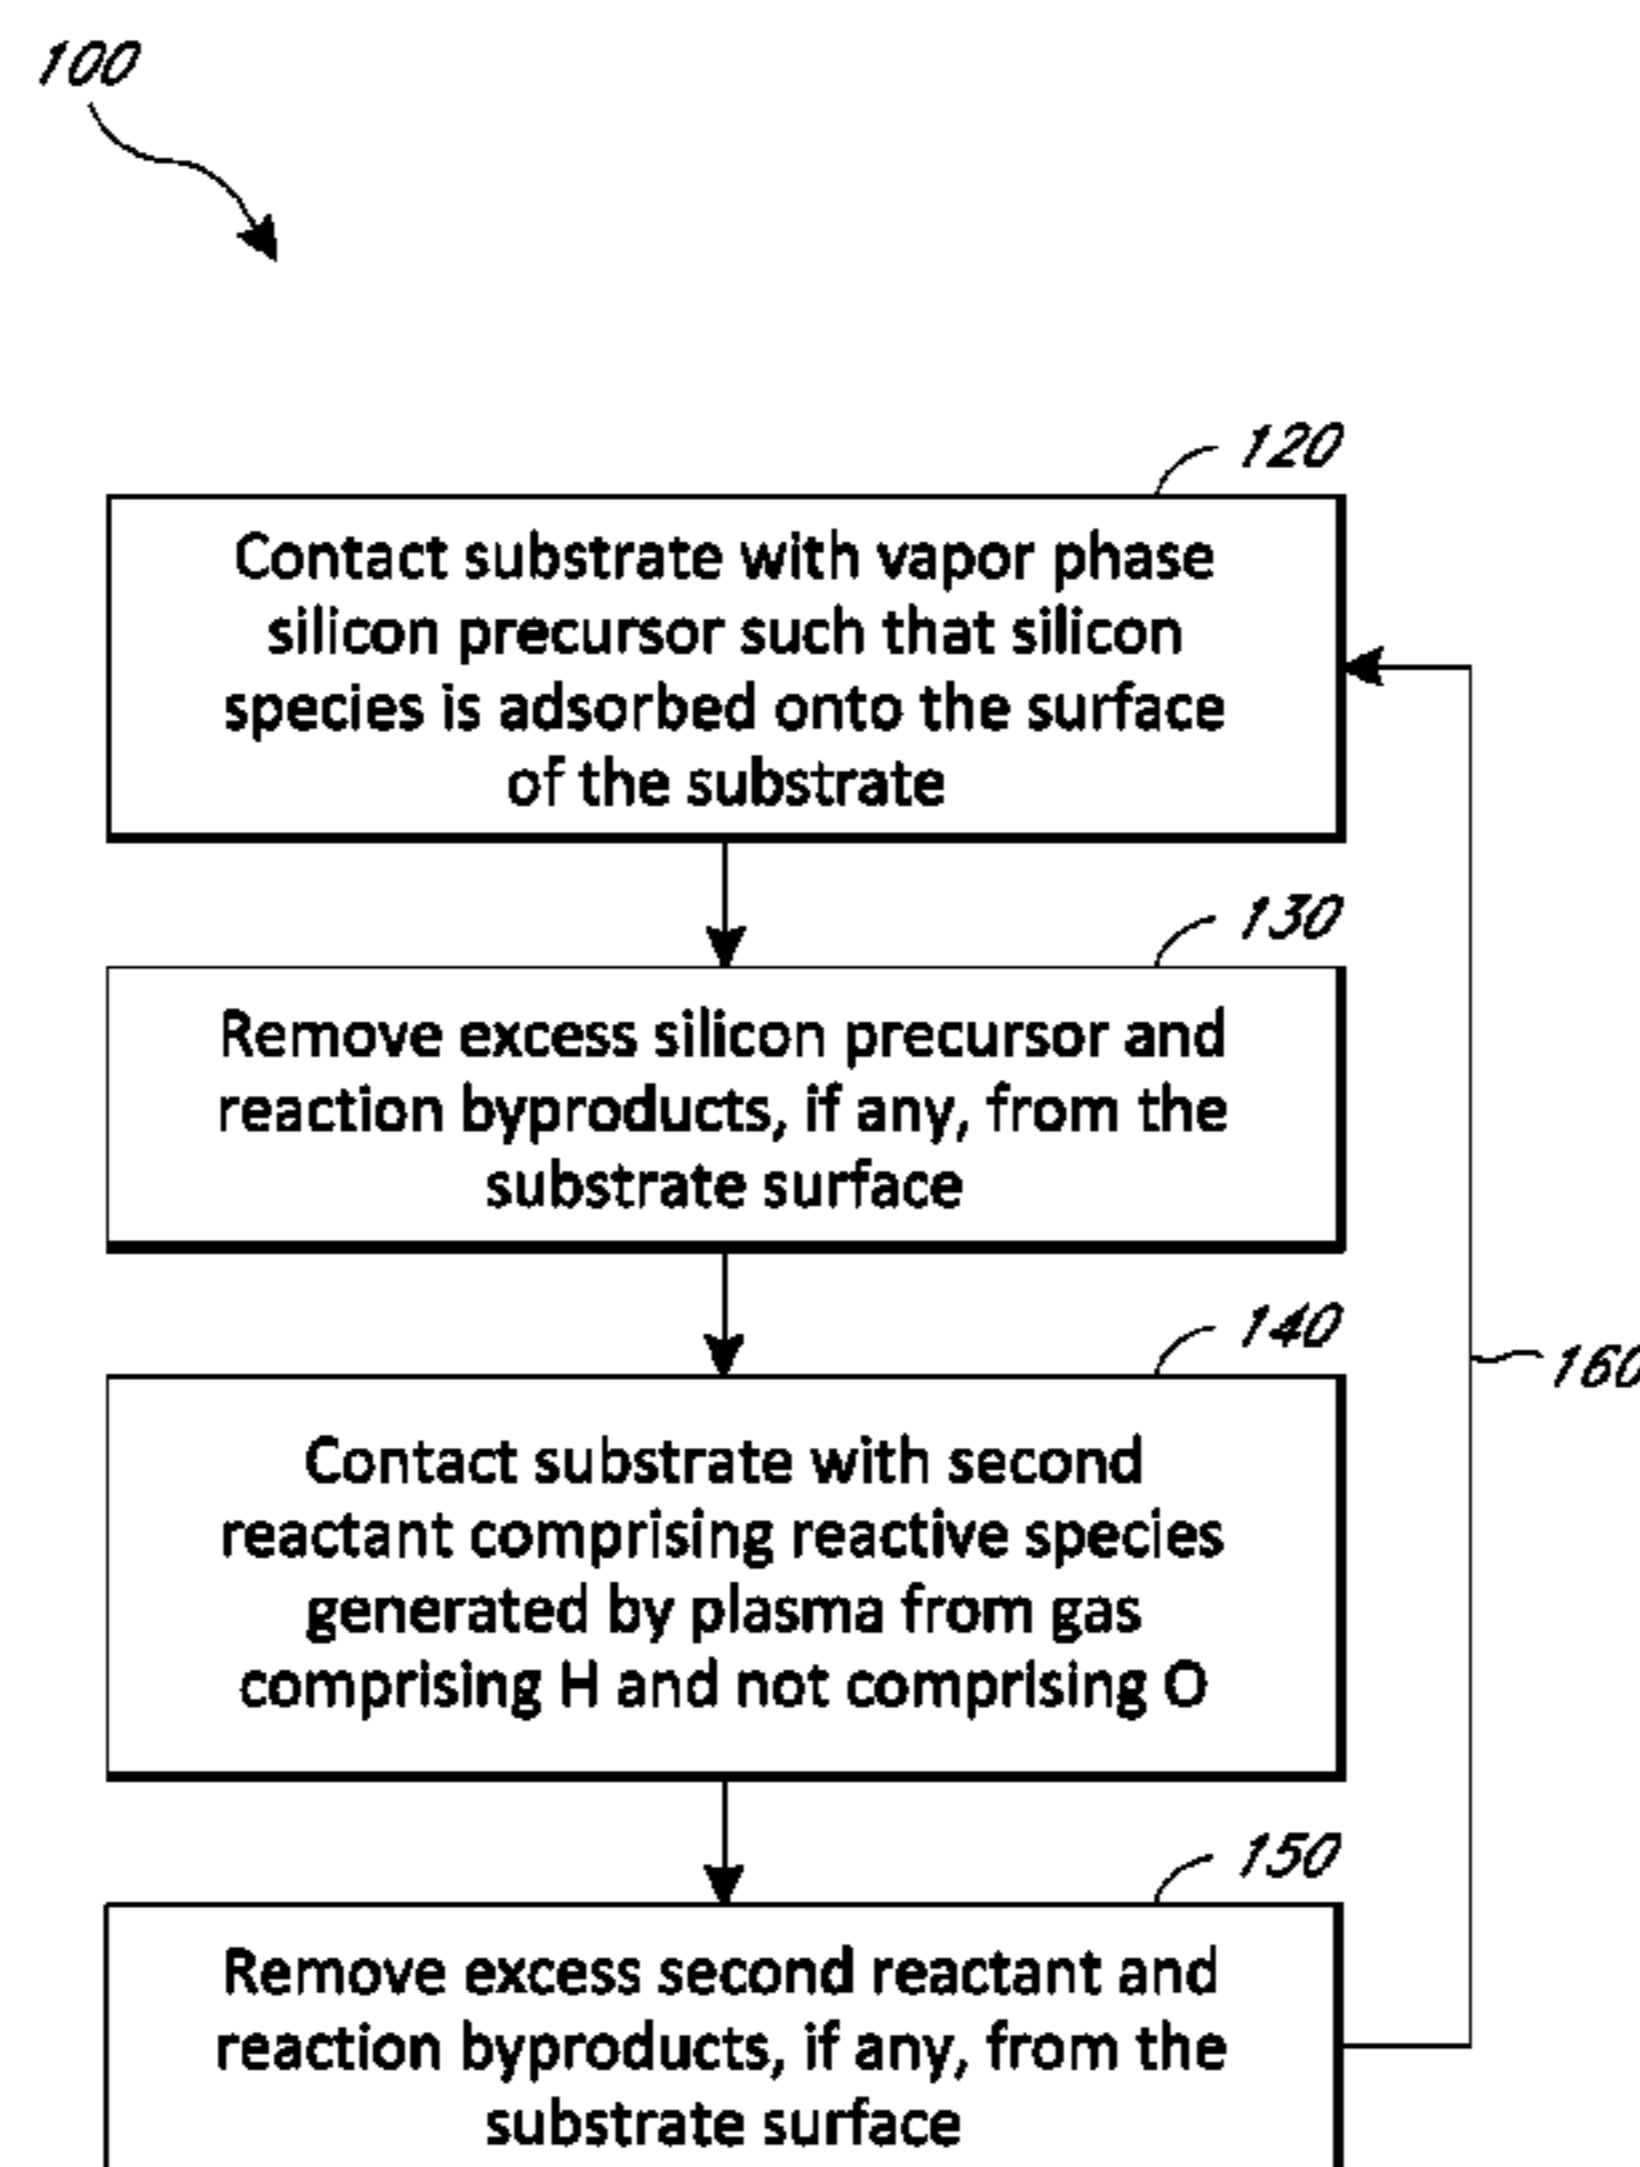 100
120
Contact substrate with vapor phase
silicon precursor such that silicon
species is adsorbed onto the surface
of the substrate
130
Remove excess silicon precursor and
reaction byproducts, if any, from the
substrate surface
140
160
Contact substrate with second
reactant comprising reactive species
generated by plasma from gas
comprising H and not comprising O
150
Remove excess second reactant and
reaction byproducts, if any, from the
substrate surface